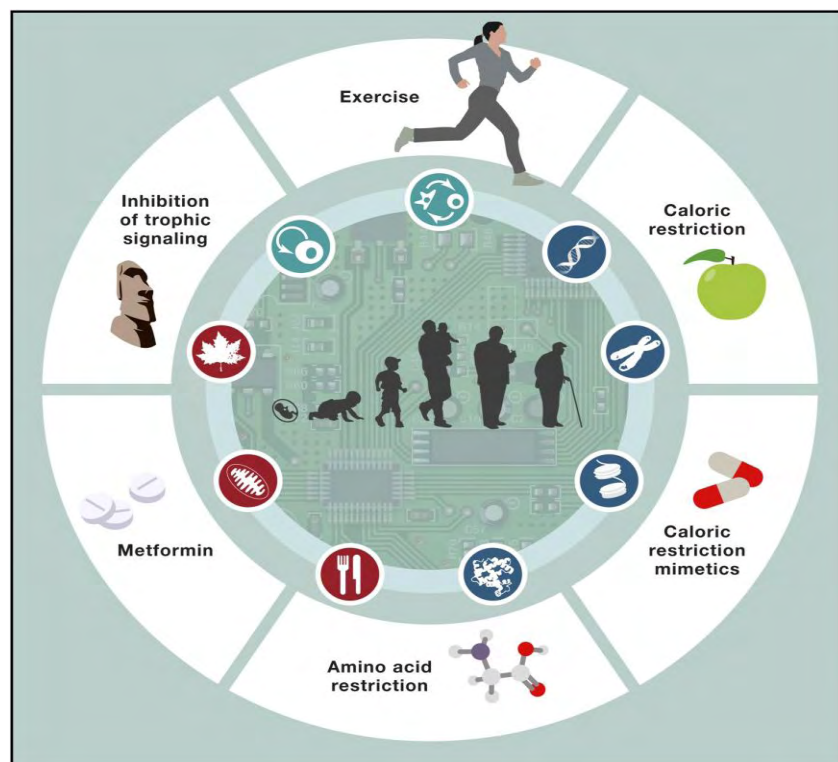 Exercise
Inhibition
of trophic
signaling
Caloric
restriction
Metformin
Caloric
restriction
mimetics
Amino acid
restriction